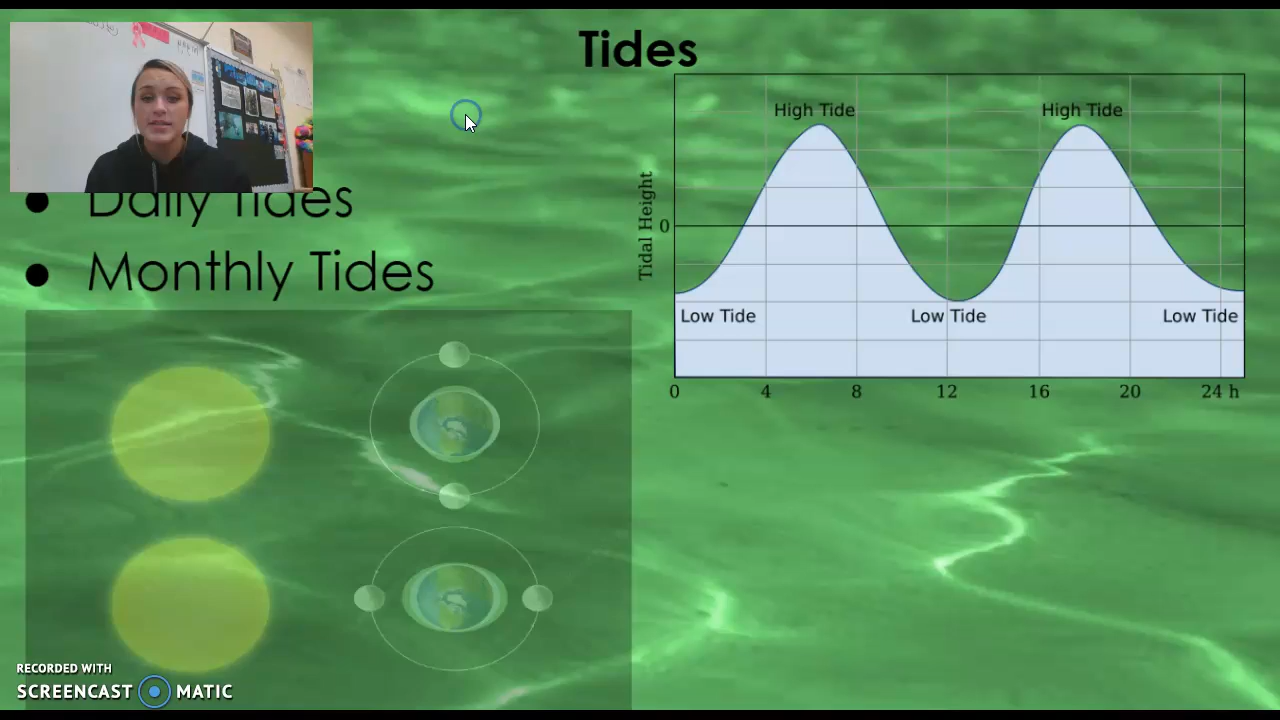 Tides
● Daily Tides
● Monthly Tides
High Tide
High Tide
Tidal Height
0
Low Tide
Low Tide
Low Tide
0 4 8 12 16 20 24 h
RECORDED WITH
SCREENCAST MATIC